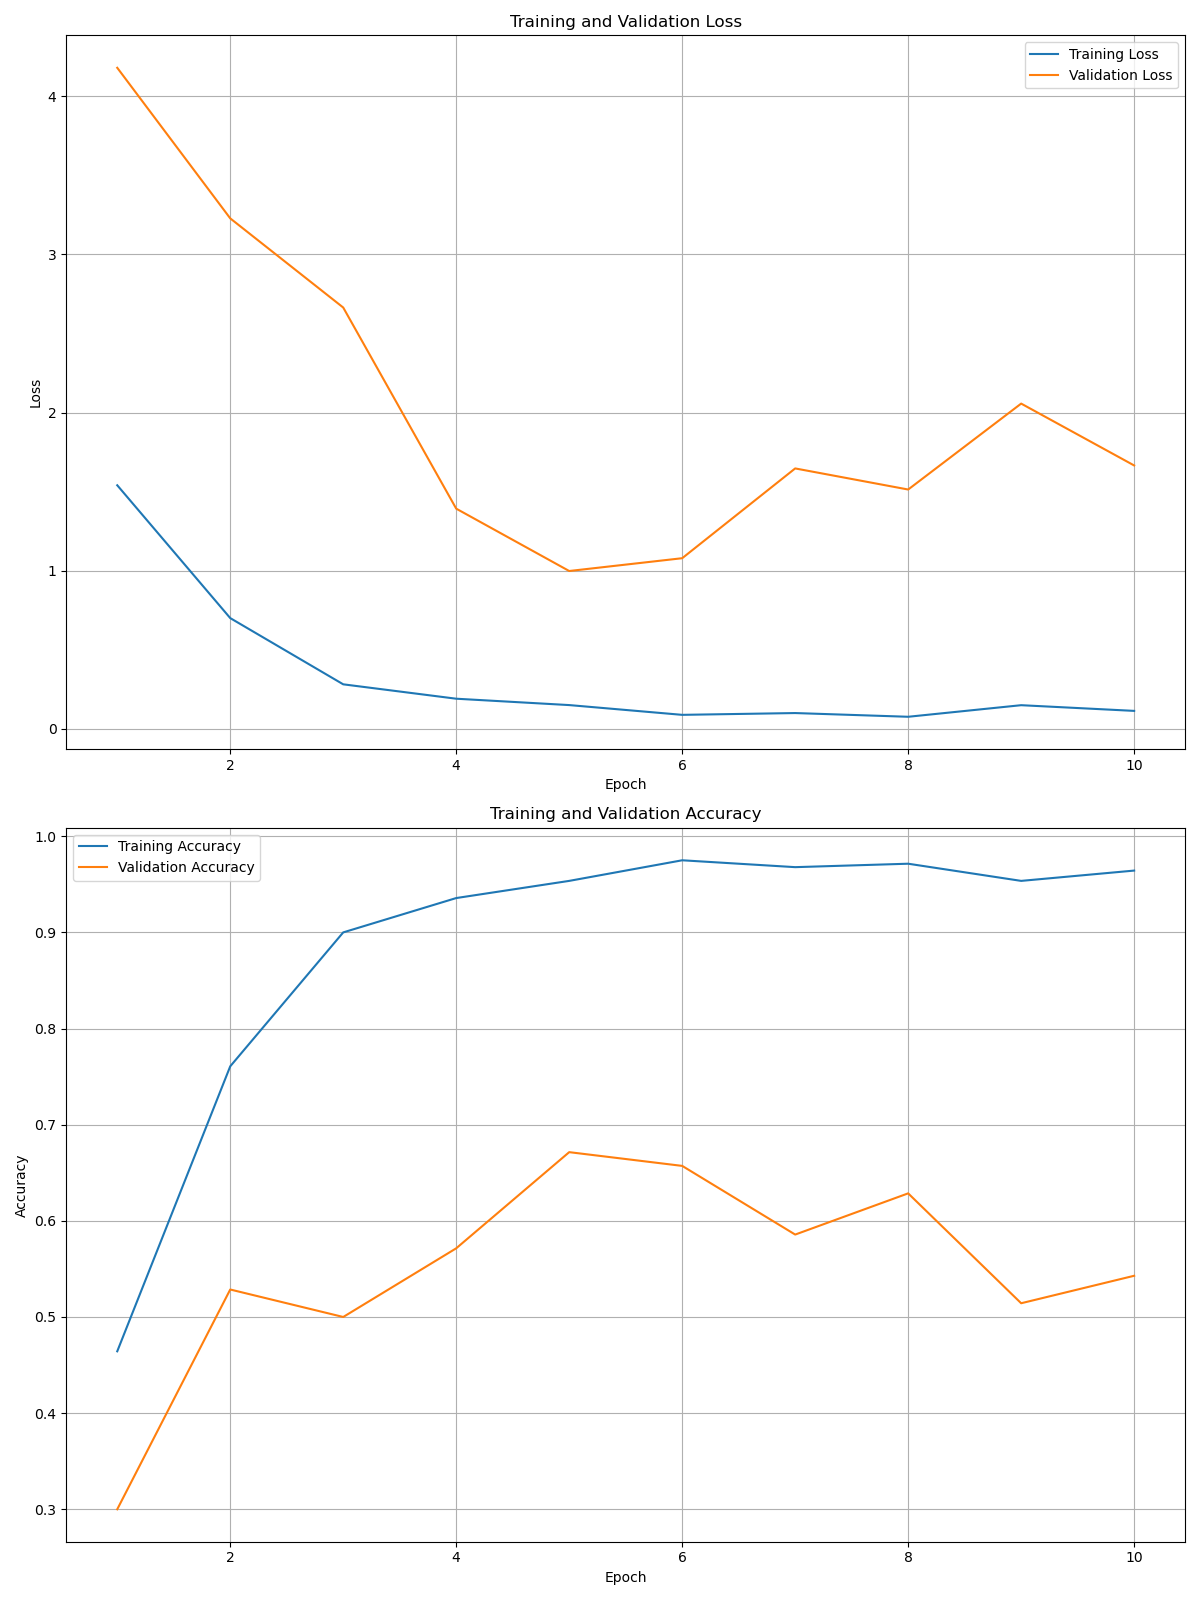 Training and Validation Loss
Training Loss
Validation Loss
4
3
2
1
0
Loss
2
4
6
8
10
Epoch
Training and Validation Accuracy
Training Accuracy
Validation Accuracy
1.0
0.9
0.8
0.7
0.6
0.5
0.4
0.3
Accuracy
2
4
6
8
10
Epoch